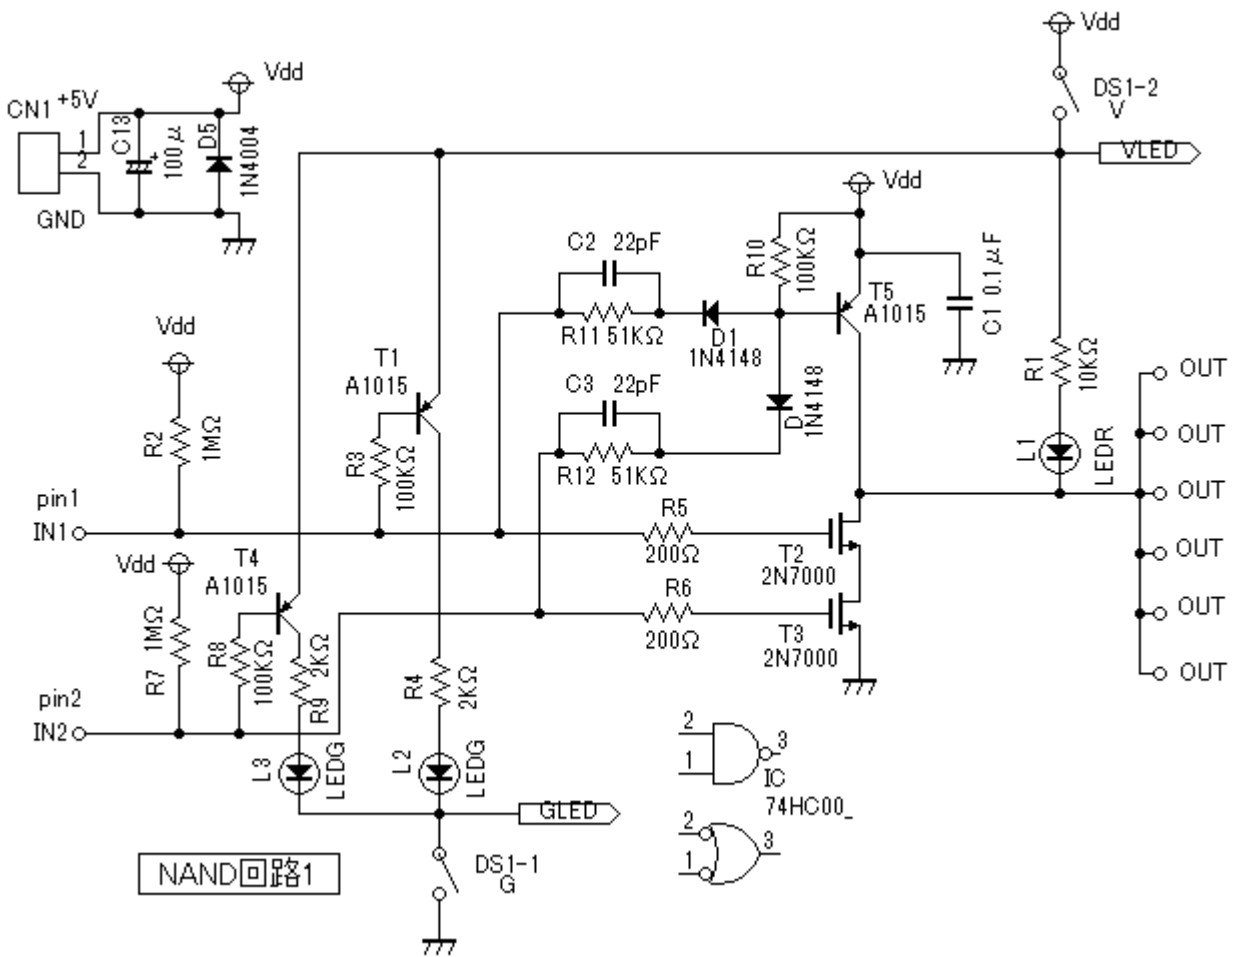 Vdd
DS1-2
V
VLED
Vdd
CN1
+5V
1
2
GND
C13
100μ
D5
1N4004
Vdd
C2 22pF
R11 51KΩ
R10
100KΩ
T5
A1015
C1 0.1μF
D1
1N4148
D
1N4148
C3 22pF
R12 51KΩ
R1
10KΩ
L1
LEDR
OUT
OUT
OUT
OUT
OUT
OUT
Vdd
R2
1MΩ
T1
A1015
R3
100KΩ
pin1
IN1
R5
200Ω
T2
2N7000
R6
200Ω
T3
2N7000
Vdd
T4
A1015
R7
1MΩ
R8
100KΩ
R9
2KΩ
R4
2KΩ
pin2
IN2
L3
LEDG
L2
LEDG
GLED
DS1-1
G
2
1
3
IC
74HC00_
2
1
3
NAND回路1